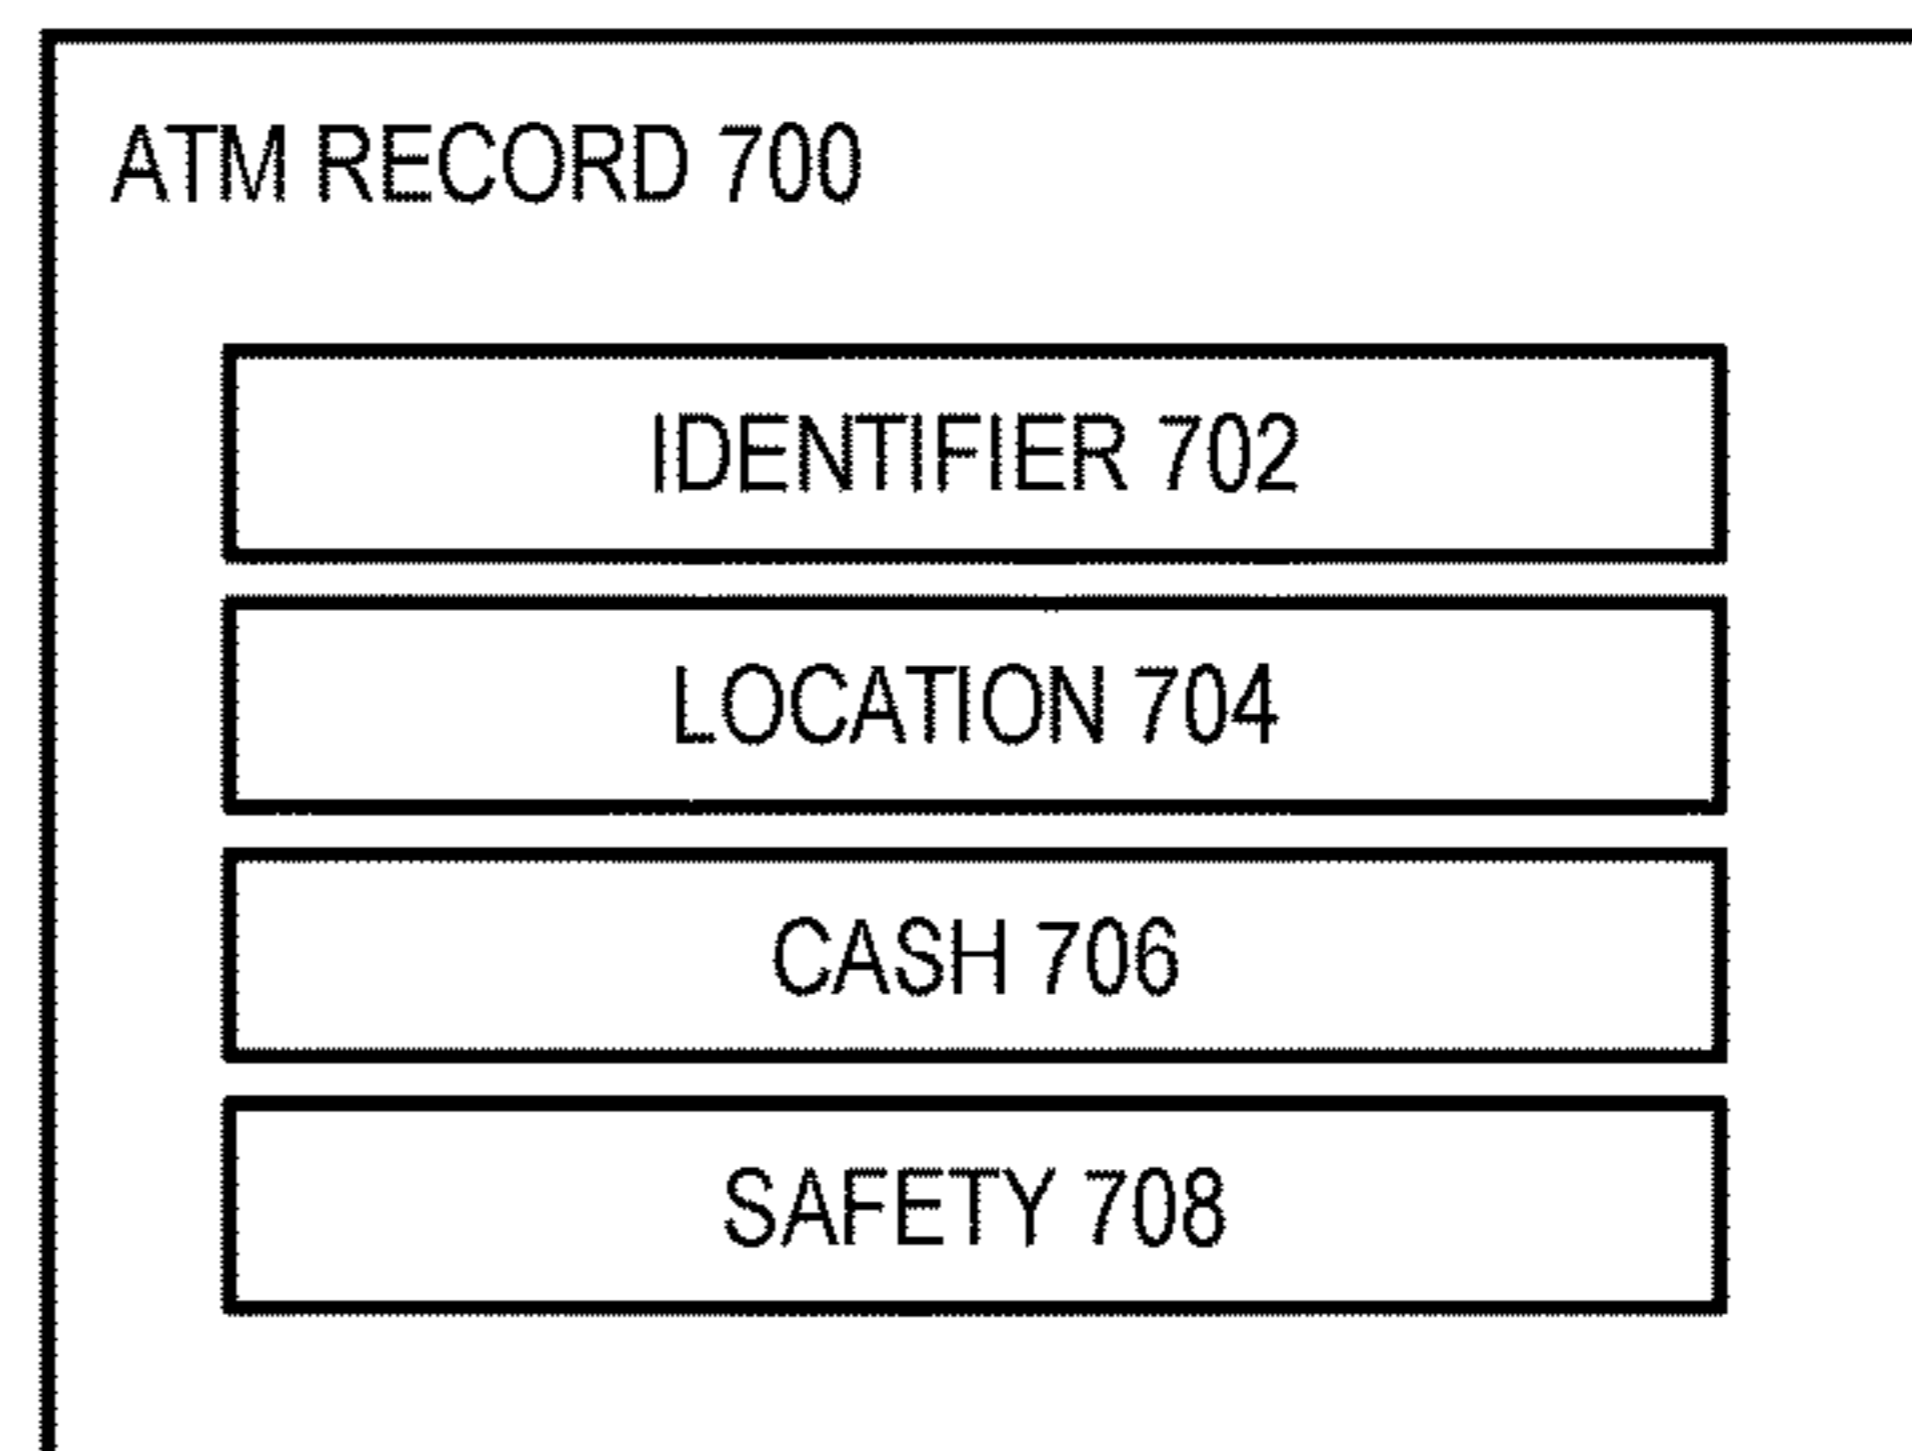 ATM RECORD 700
IDENTIFIER 702
LOCATION 704
CASH 706
SAFETY 708